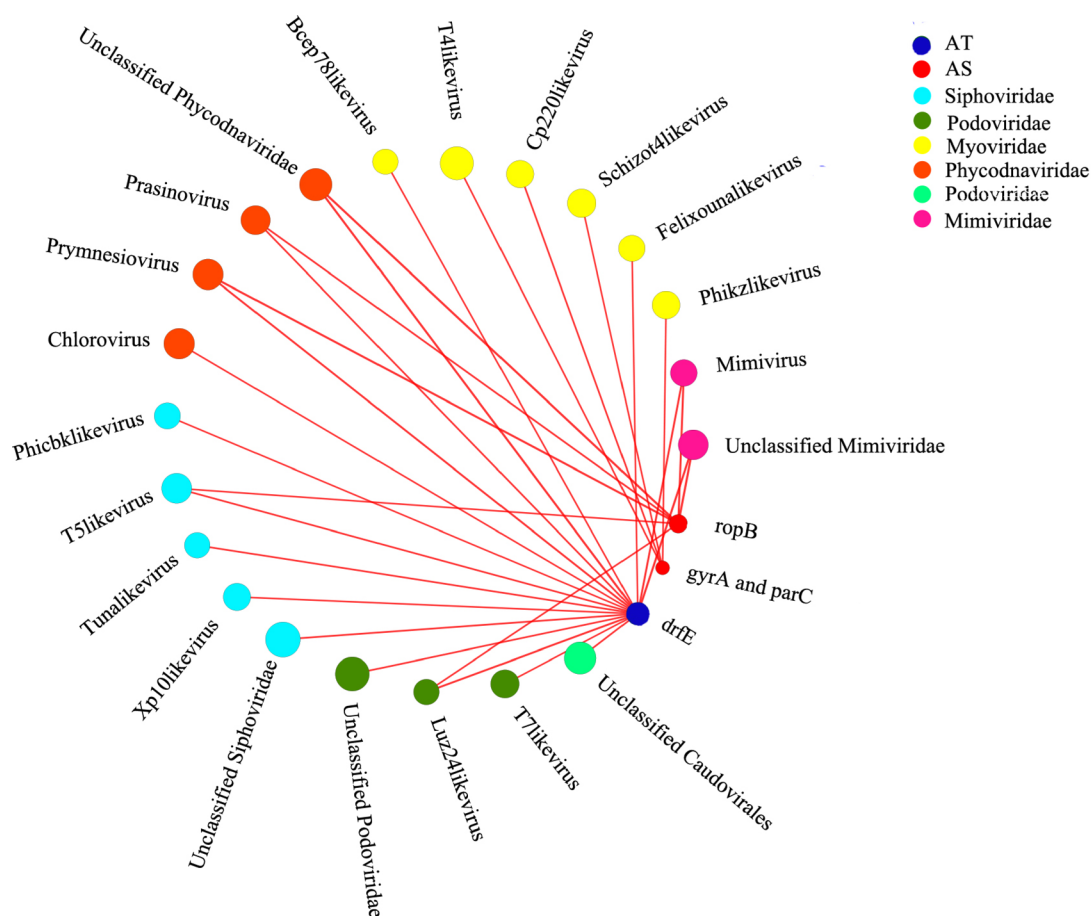 Bcep78likevirus
T4likevirus
Cp220likevirus
Schizot4likevirus
Felixounalikevirus
Phikzlikevirus
Mimivirus
Unclassified Mimiviridae
ropB
gyrA and parC
drfE
Unclassified Caudovirales
T7likevirus
Luz24likevirus
Unclassified Podoviridae
Unclassified Siphoviridae
Xp10likevirus
Tunalikevirus
T5likevirus
Phicbklikevirus
Chlorovirus
Prymnesiovirus
Prasinovirus
Unclassified Phycodnaviridae
AT
AS
Siphoviridae
Podoviridae
Myoviridae
Phycodnaviridae
Podoviridae
Mimiviridae